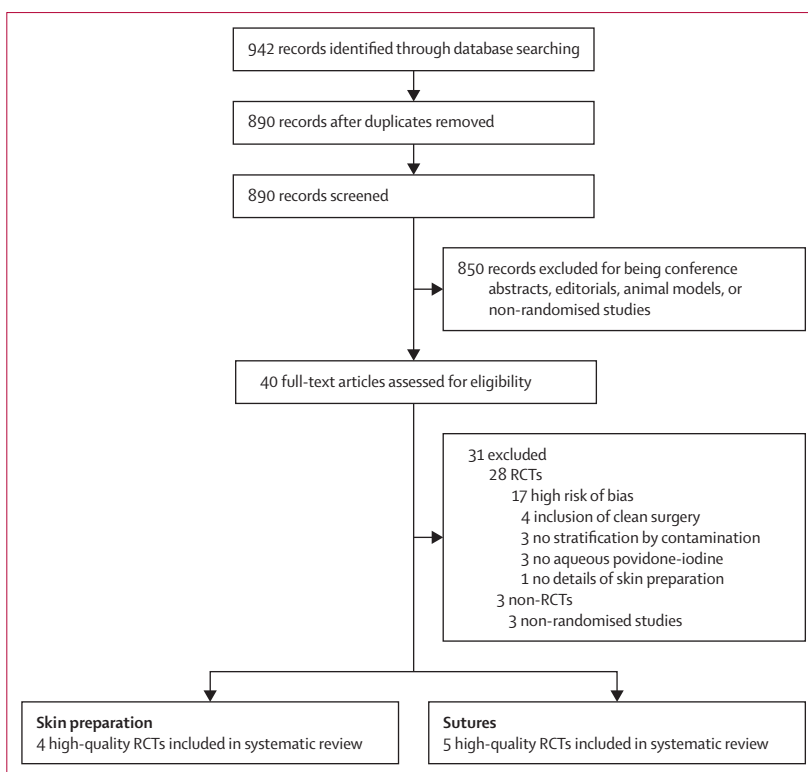 942 records identified through database searching
890 records after duplicates removed
890 records screened
850 records excluded for being conference
abstracts, editorials, animal models, or
non-randomised studies
40 full-text articles assessed for eligibility
31 excluded
28 RCTs
17 high risk of bias
4 inclusion of clean surgery
3 no stratification by contamination
3 no aqueous povidone-iodine
1 no details of skin preparation
3 non-RCTs
3 non-randomised studies
Skin preparation
4 high-quality RCTs included in systematic review
Sutures
5 high-quality RCTs included in systematic review